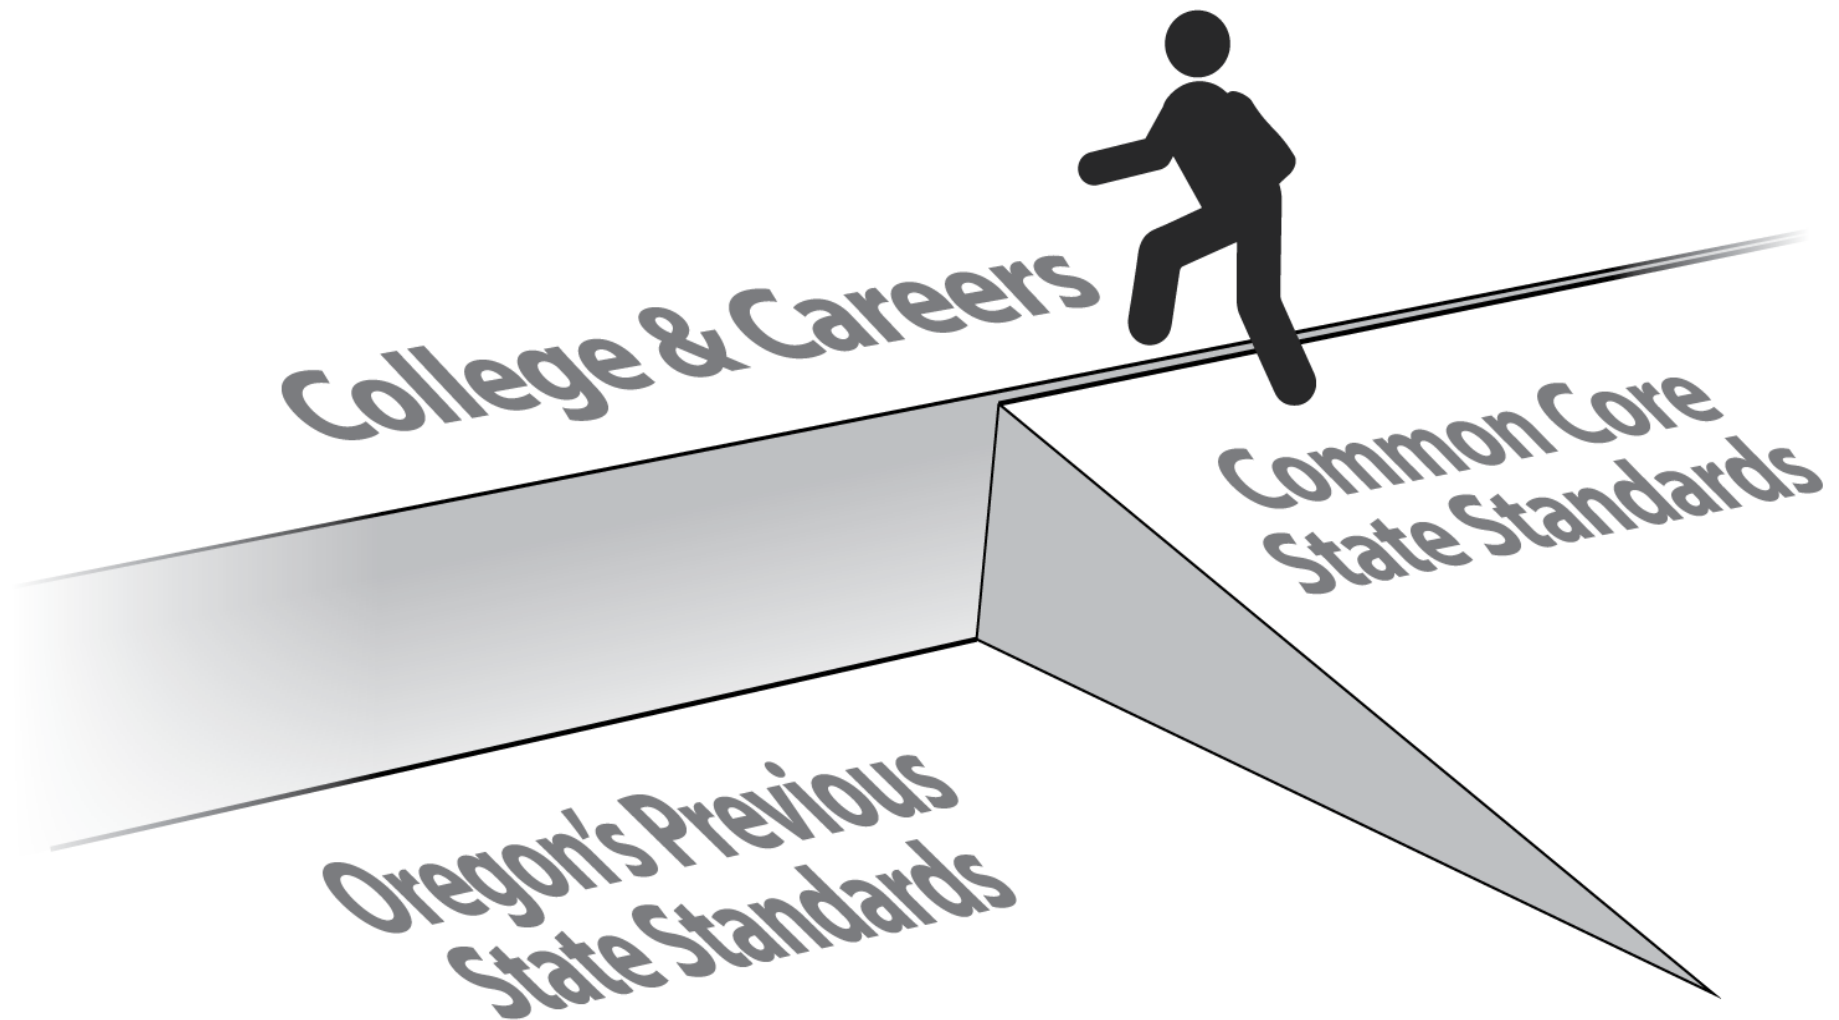 College & Careers
Common Core
State Standards
Oregon's Previous
State Standards